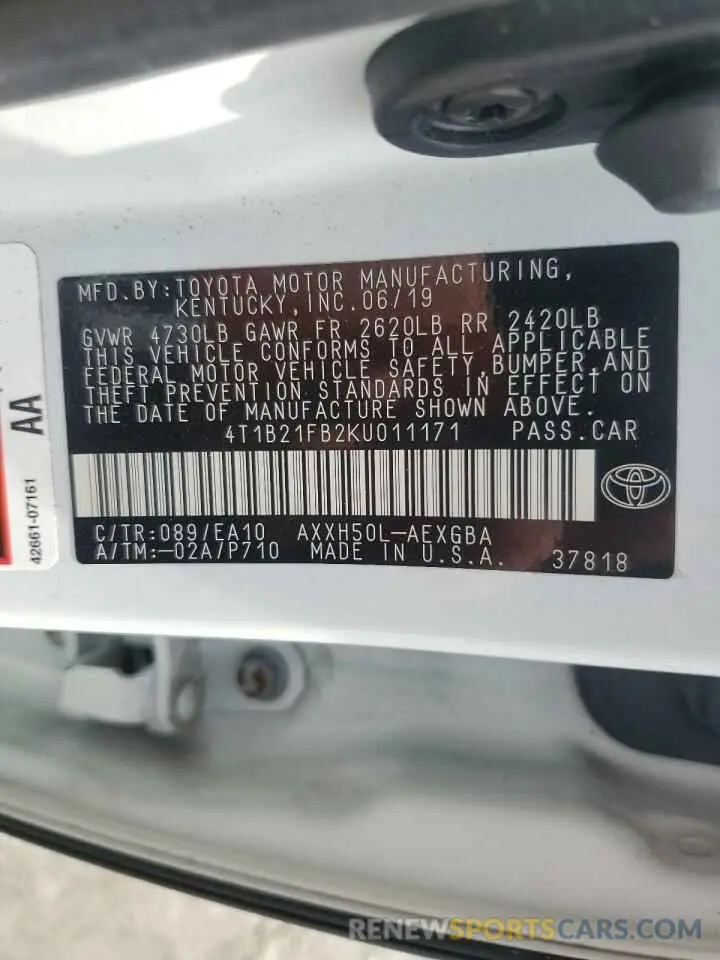 MFD.BY:TOYOTA MOTOR MANUFACTURING,
KENTUCKY, INC. 06/19
GVWR 4730LB GAWR FR 2620LB RR 2420LB
THIS VEHICLE CONFORMS TO ALL APPLICABLE
FEDERAL MOTOR VEHICLE SAFETY, BUMPER, AND
THEFT PREVENTION STANDARDS IN EFFECT ON
THE DATE OF MANUFACTURE SHOWN ABOVE.
4T1B21FB2KU011171 PASS.CAR
C/TR:089/EA10 AXXH50L-AEXGBA
A/TM:-02A/P710 MADE IN U.S.A. 37818
AA
42661-07161
RENEWSPORTSCARS.COM